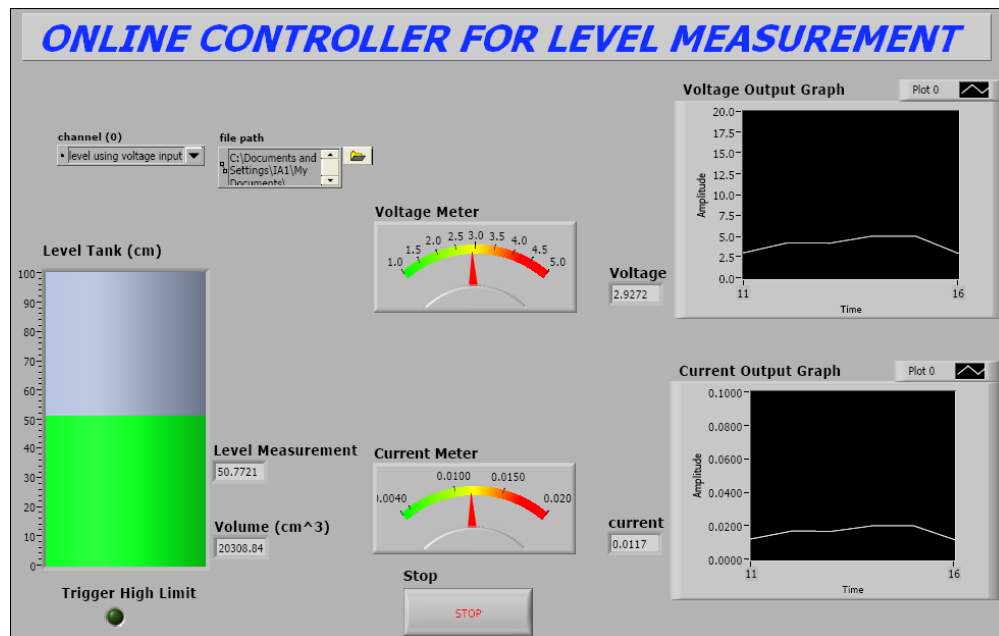 ONLINE CONTROLLER FOR LEVEL MEASUREMENT
channel (0)
level using voltage input
file path
C:\Documents and
Settings\IA1\My
Documents\
Voltage Output Graph
Plot 0
20.0
17.5
15.0
12.5
10.0
7.5
5.0
2.5
0.0
Amplitude
11
16
Time
Voltage Meter
1.0 1.5 2.0 2.5 3.0 3.5 4.0 4.5 5.0
Voltage
2.9272
Level Tank (cm)
100
90
80
70
60
50
40
30
20
10
0
Level Measurement
50.7721
Volume (cm^3)
20308.84
Trigger High Limit
Current Meter
0.0040 0.0100 0.0150 0.020
current
0.0117
Stop
STOP
Current Output Graph
Plot 0
0.1000
0.0800
0.0600
0.0400
0.0200
0.0000
Amplitude
11
16
Time